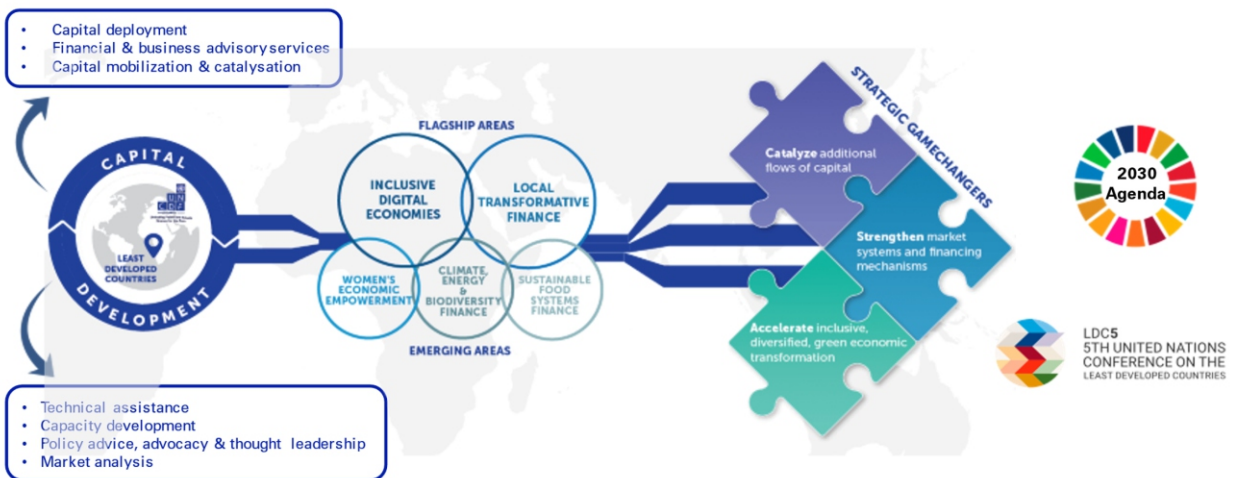 • Capital deployment
• Financial & business advisory services
• Capital mobilization & catalysation
CAPITAL
UN
CDF
LEAST
DEVELOPED
COUNTRIES
DEVELOPMENT
• Technical assistance
• Capacity development
• Policy advice, advocacy & thought leadership
• Market analysis
FLAGSHIP AREAS
INCLUSIVE
DIGITAL
ECONOMIES
LOCAL
TRANSFORMATIVE
FINANCE
WOMEN'S
ECONOMIC
EMPOWERMENT
CLIMATE,
ENERGY
&
BIODIVERSITY
FINANCE
SUSTAINABLE
FOOD
SYSTEMS
FINANCE
EMERGING AREAS
STRATEGIC GAMECHANGERS
Catalyze additional
flows of capital
Strengthen market
systems and financing
mechanisms
Accelerate inclusive,
diversified, green economic
transformation
2030
Agenda
LDC5
5TH UNITED NATIONS
CONFERENCE ON THE
LEAST DEVELOPED COUNTRIES